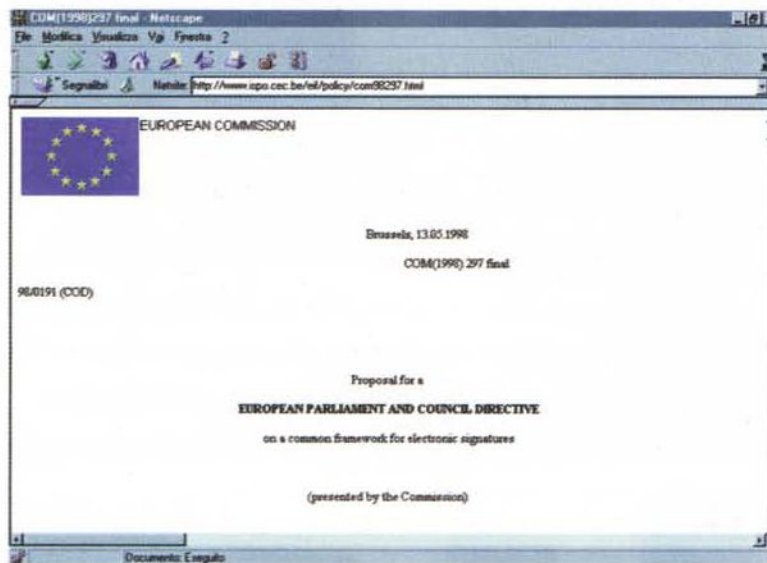 COM(1998)297 final - Netscape
File Modifica Visualizza Vai Finestra ?
Segnalibri Netsite: http://www.ispo.cec.be/eif/policy/com98297.html
EUROPEAN COMMISSION
Brussels, 13.05.1998
COM(1998) 297 final
98/0191 (COD)
Proposal for a
EUROPEAN PARLIAMENT AND COUNCIL DIRECTIVE
on a common framework for electronic signatures
(presented by the Commission)
Documento: Eseguito